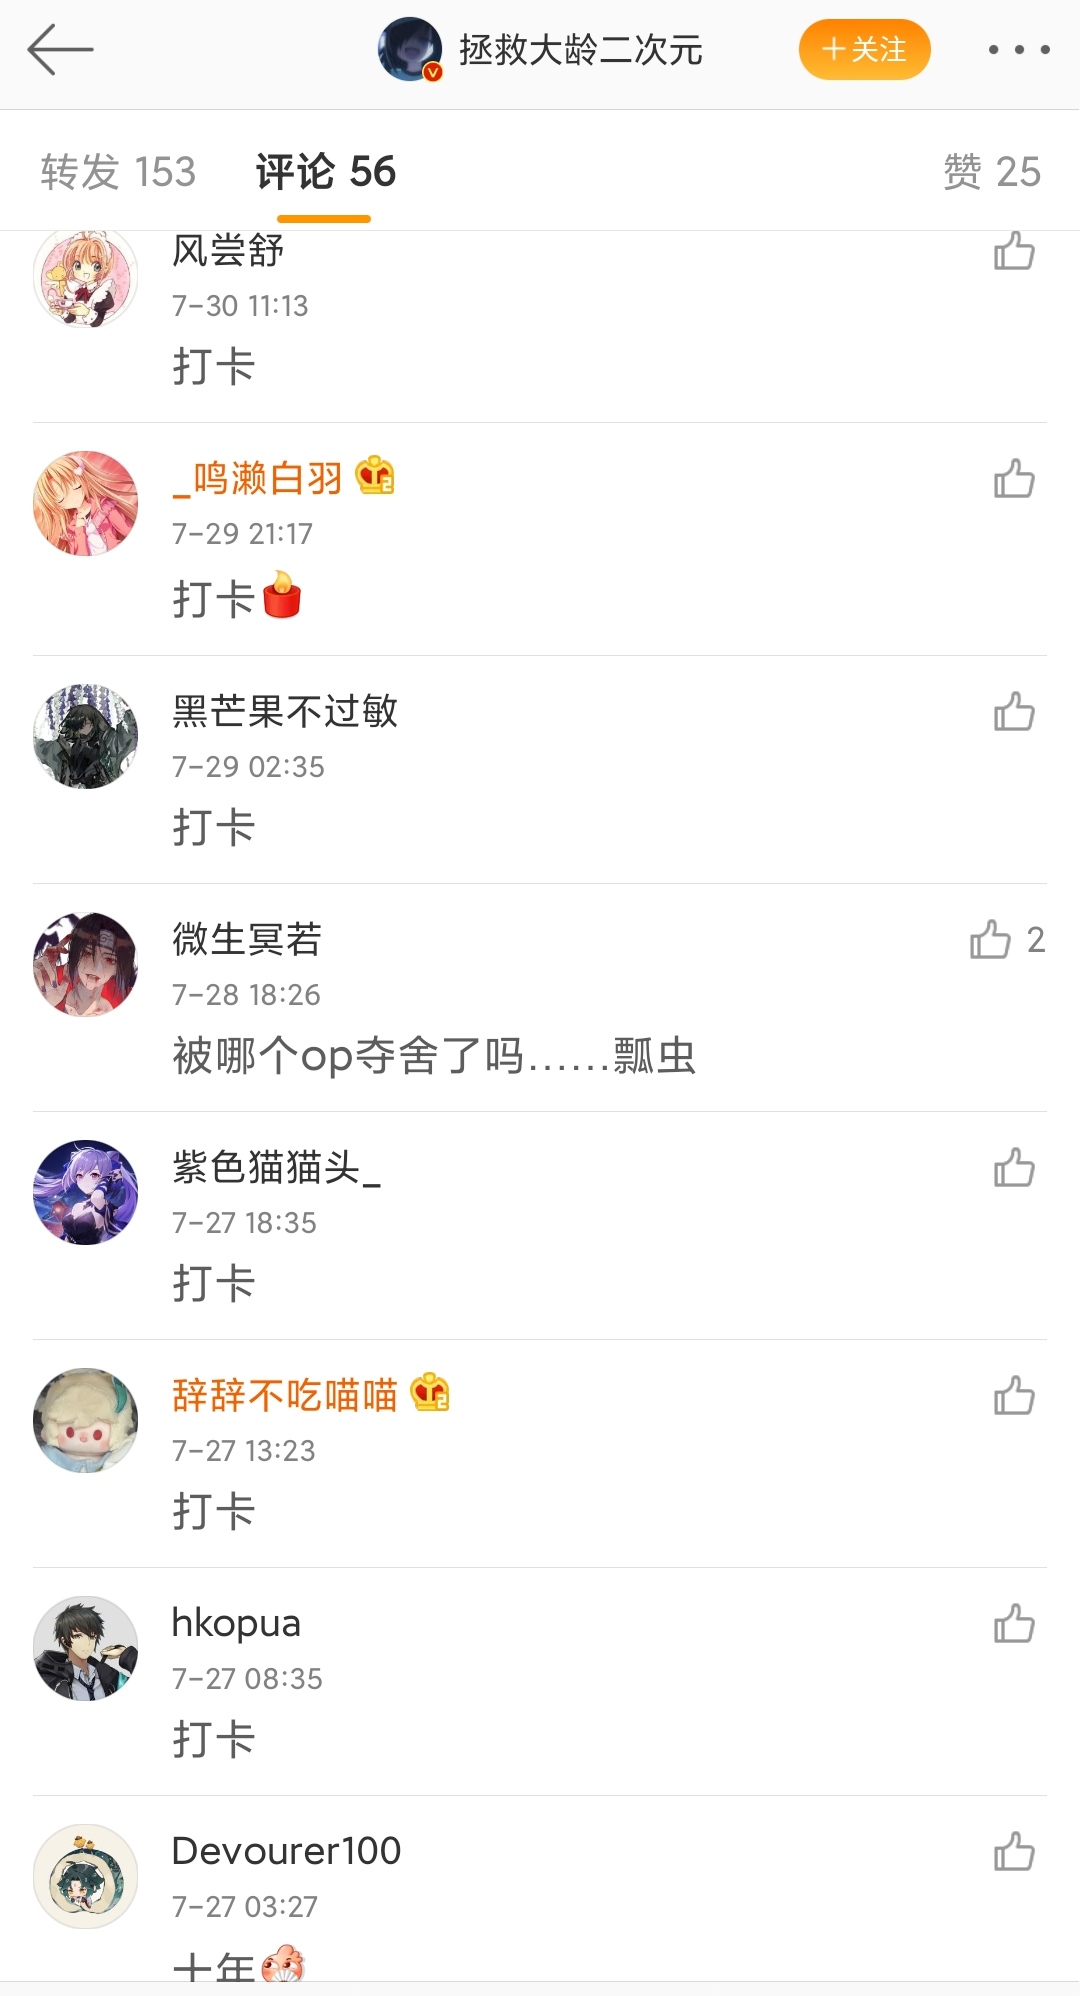 拯救大龄二次元
+关注
转发 153
评论 56
赞 25
风尝舒
7-30 11:13
打卡
_鸣濑白羽
7-29 21:17
打卡
黑芒果不过敏
7-29 02:35
打卡
微生冥若
2
7-28 18:26
被哪个op夺舍了吗……瓢虫
紫色猫猫头_
7-27 18:35
打卡
辞辞不吃喵喵
7-27 13:23
打卡
hkopua
7-27 08:35
打卡
Devourer100
7-27 03:27
十年